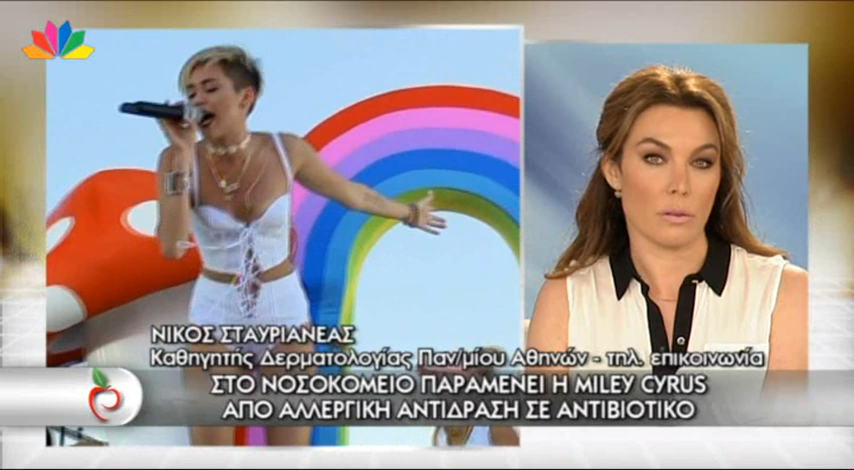 ΝΙΚΟΣ ΣΤΑΥΡΙΑΝΕΑΣ
Καθηγητής Δερματολογίας Παν/μίου Αθηνών - τηλ. επικοινωνία
ΣΤΟ ΝΟΣΟΚΟΜΕΙΟ ΠΑΡΑΜΕΝΕΙ Η MILEY CYRUS
ΑΠΟ ΑΛΛΕΡΓΙΚΗ ΑΝΤΙΔΡΑΣΗ ΣΕ ΑΝΤΙΒΙΟΤΙΚΟ